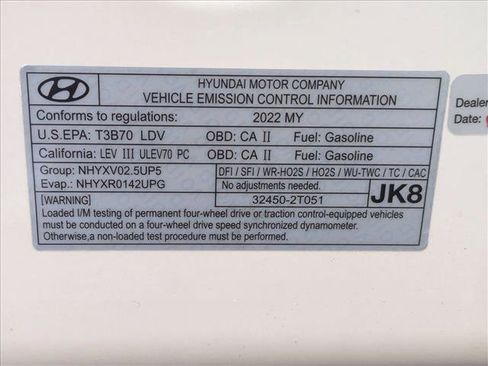 HYUNDAI MOTOR COMPANY
VEHICLE EMISSION CONTROL INFORMATION
Conforms to regulations: 2022 MY
U.S.EPA: T3B70 LDV OBD: CA II Fuel: Gasoline
California: LEV III ULEV70 PC OBD: CA II Fuel: Gasoline
Group: NHYXV02.5UP5
Evap.: NHYXR0142UPG
DFI / SFI / WR-HO2S / HO2S / WU-TWC / TC / CAC
No adjustments needed.
32450-2T051
JK8
[WARNING]
Loaded I/M testing of permanent four-wheel drive or traction control-equipped vehicles
must be conducted on a four-wheel drive speed synchronized dynamometer.
Otherwise,a non-loaded test procedure must be performed.
Dealer
Date: